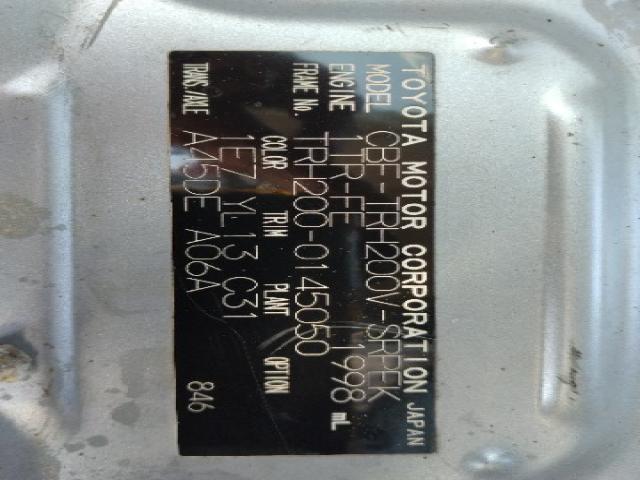 TOYOTA MOTOR CORPORATION JAPAN
MODEL CBF-TRH200V-SRPEK
ENGINE 1TR-FE 1998 mL
FRAME No. TRH200-0145050
COLOR TRIM PLANT OPTION
1E7 YL13 C31
TRANS/AXLE A45DE A06A 846